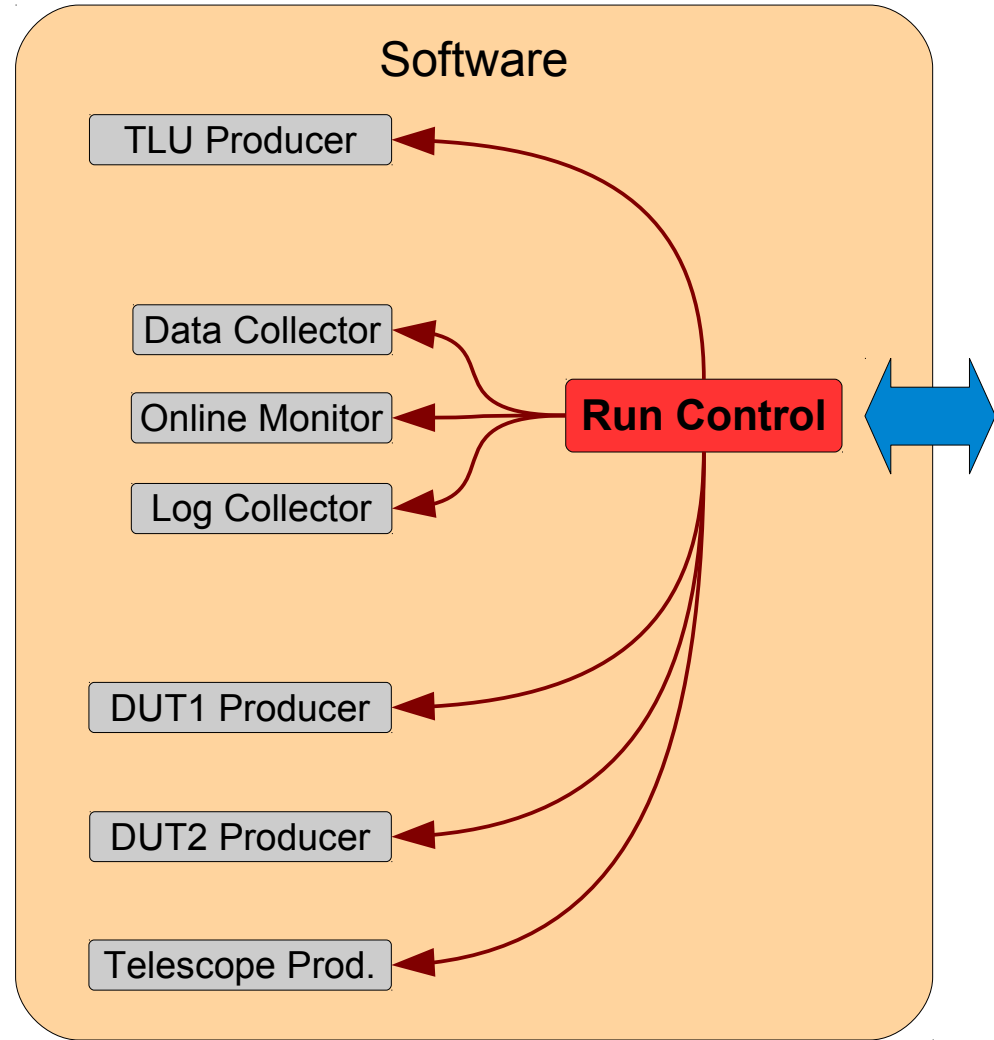 Software
TLU Producer
Data Collector
Online Monitor
Run Control
Log Collector
DUT1 Producer
DUT2 Producer
Telescope Prod.